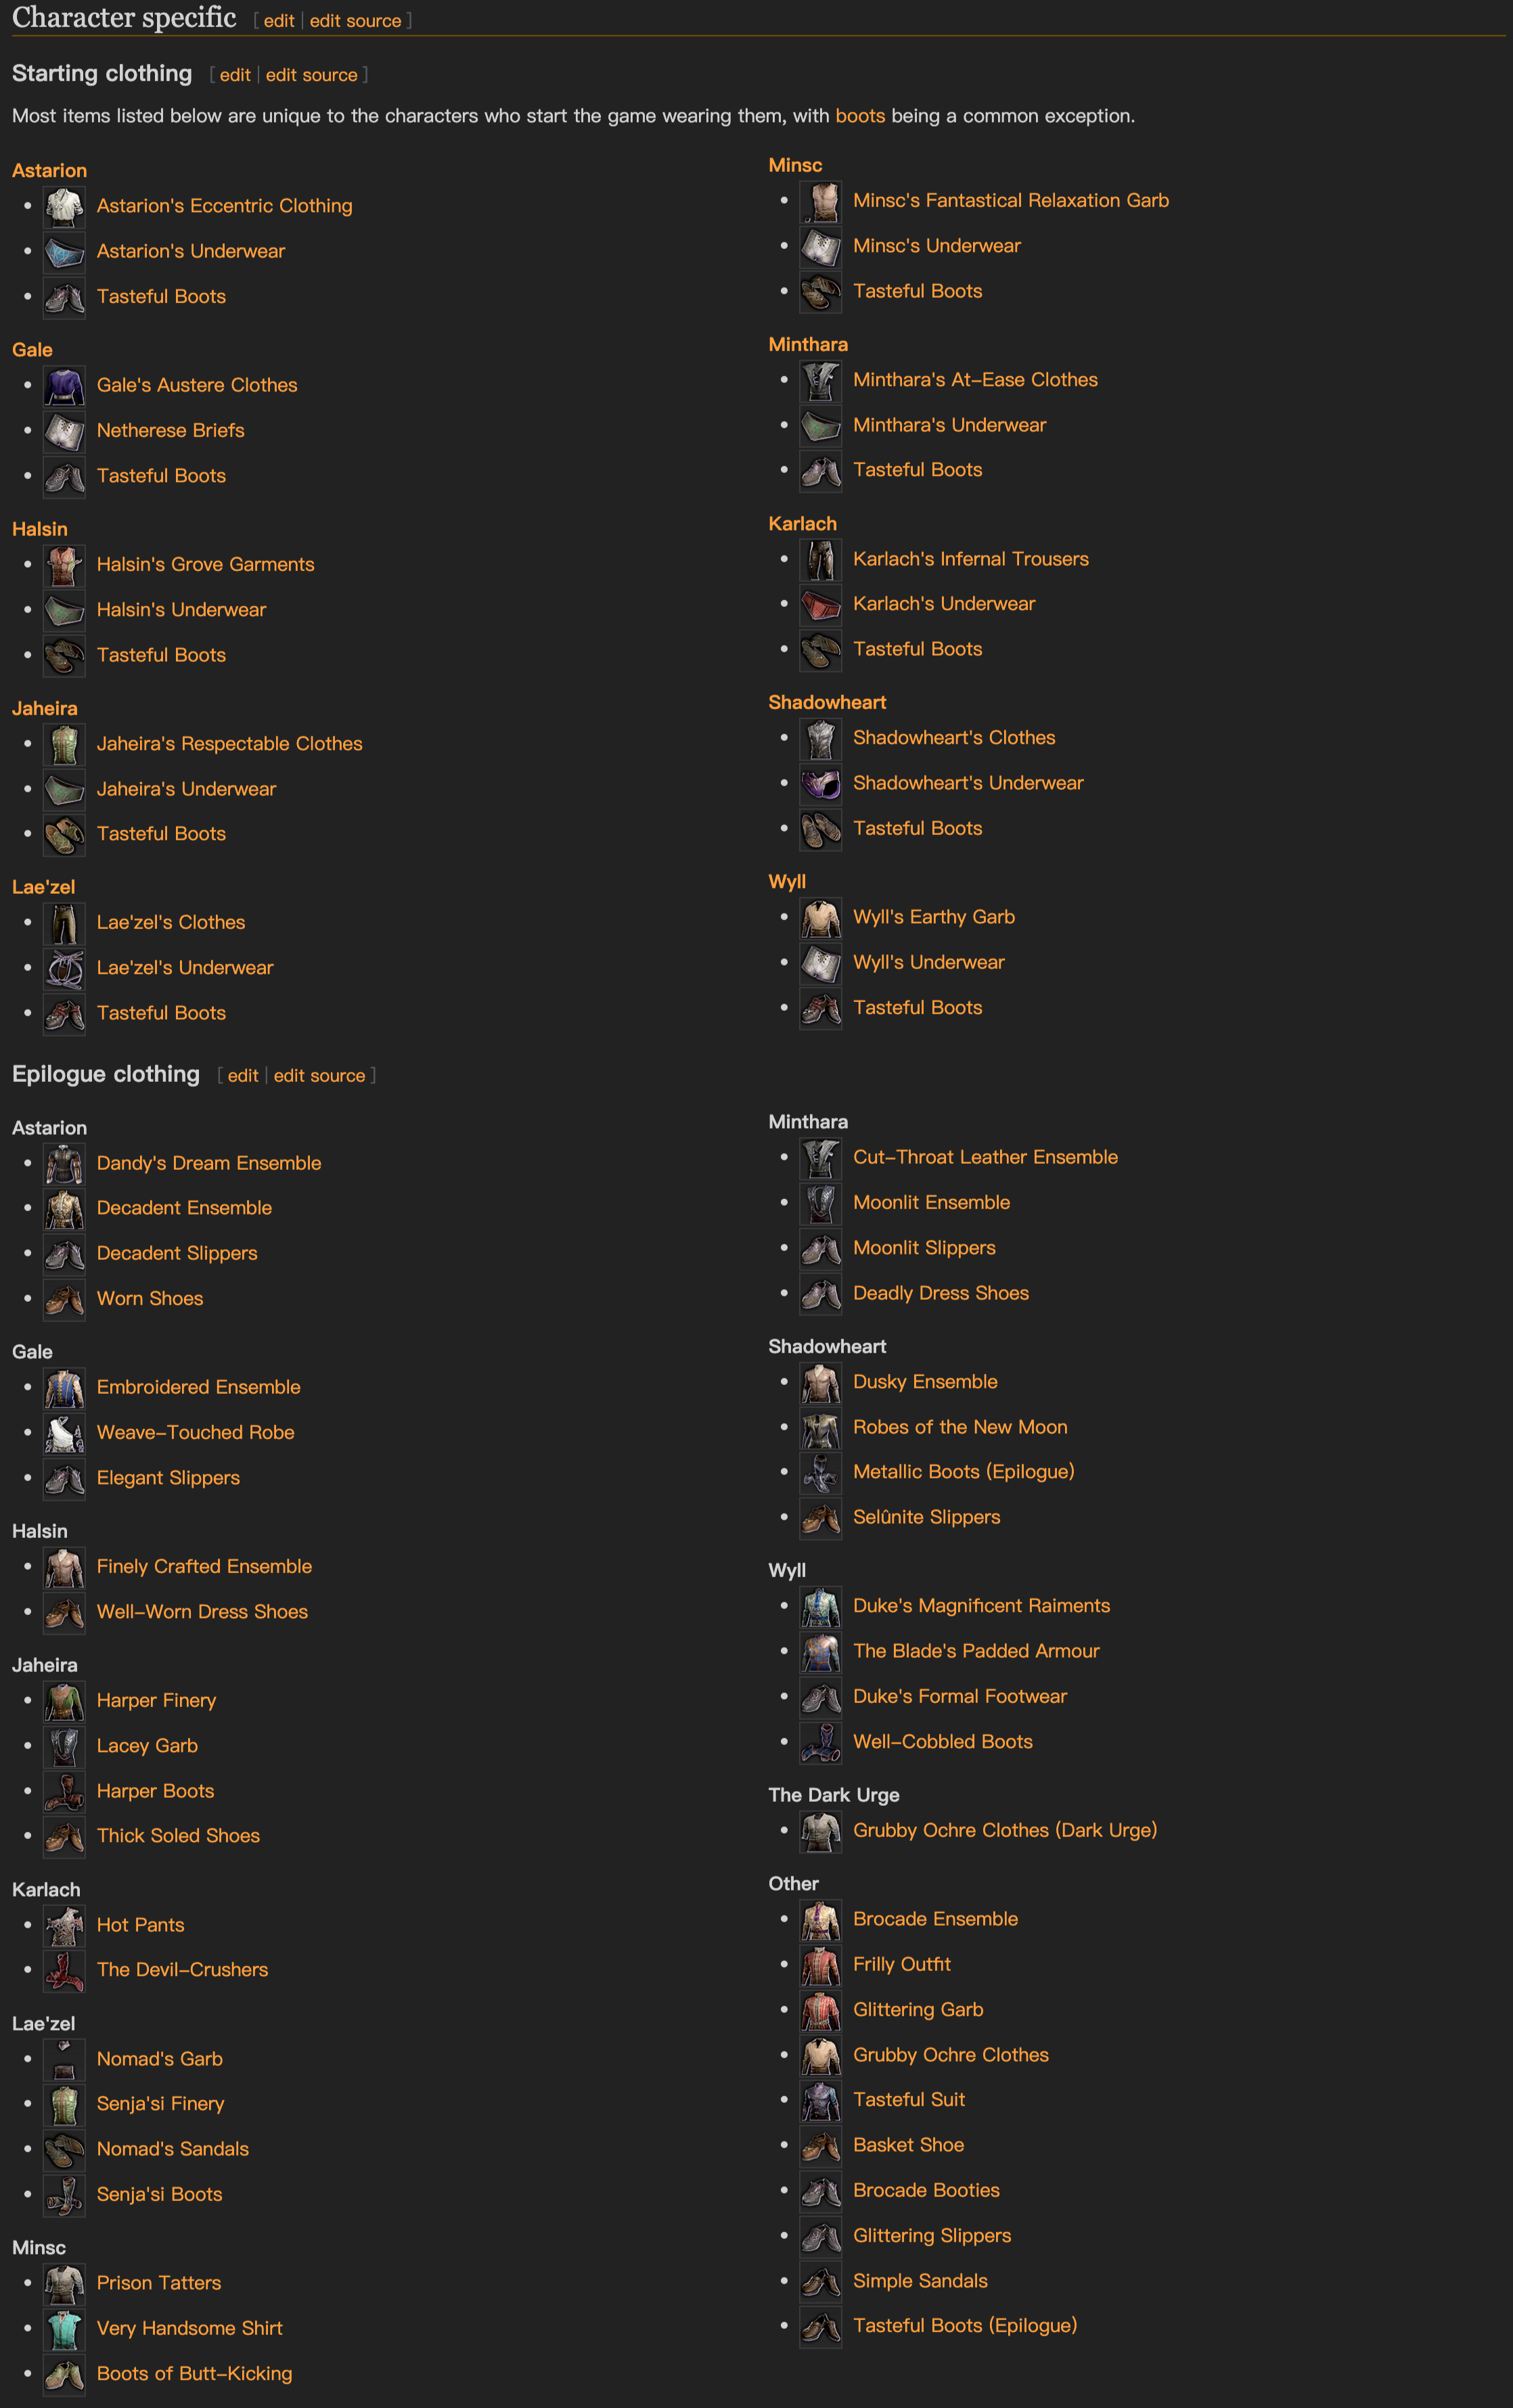 Character specific [ edit | edit source ]
Starting clothing [ edit | edit source ]
Most items listed below are unique to the characters who start the game wearing them, with boots being a common exception.
Astarion
Astarion's Eccentric Clothing
Astarion's Underwear
Tasteful Boots
Gale
Gale's Austere Clothes
Netherese Briefs
Tasteful Boots
Halsin
Halsin's Grove Garments
Halsin's Underwear
Tasteful Boots
Jaheira
Jaheira's Respectable Clothes
Jaheira's Underwear
Tasteful Boots
Lae'zel
Lae'zel's Clothes
Lae'zel's Underwear
Tasteful Boots
Minsc
Minsc's Fantastical Relaxation Garb
Minsc's Underwear
Tasteful Boots
Minthara
Minthara's At-Ease Clothes
Minthara's Underwear
Tasteful Boots
Karlach
Karlach's Infernal Trousers
Karlach's Underwear
Tasteful Boots
Shadowheart
Shadowheart's Clothes
Shadowheart's Underwear
Tasteful Boots
Wyll
Wyll's Earthy Garb
Wyll's Underwear
Tasteful Boots
Epilogue clothing [ edit | edit source ]
Astarion
Dandy's Dream Ensemble
Decadent Ensemble
Decadent Slippers
Worn Shoes
Gale
Embroidered Ensemble
Weave-Touched Robe
Elegant Slippers
Halsin
Finely Crafted Ensemble
Well-Worn Dress Shoes
Jaheira
Harper Finery
Lacey Garb
Harper Boots
Thick Soled Shoes
Karlach
Hot Pants
The Devil-Crushers
Lae'zel
Nomad's Garb
Senja'si Finery
Nomad's Sandals
Senja'si Boots
Minsc
Prison Tatters
Very Handsome Shirt
Boots of Butt-Kicking
Minthara
Cut-Throat Leather Ensemble
Moonlit Ensemble
Moonlit Slippers
Deadly Dress Shoes
Shadowheart
Dusky Ensemble
Robes of the New Moon
Metallic Boots (Epilogue)
Selûnite Slippers
Wyll
Duke's Magnificent Raiments
The Blade's Padded Armour
Duke's Formal Footwear
Well-Cobbled Boots
The Dark Urge
Grubby Ochre Clothes (Dark Urge)
Other
Brocade Ensemble
Frilly Outfit
Glittering Garb
Grubby Ochre Clothes
Tasteful Suit
Basket Shoe
Brocade Booties
Glittering Slippers
Simple Sandals
Tasteful Boots (Epilogue)